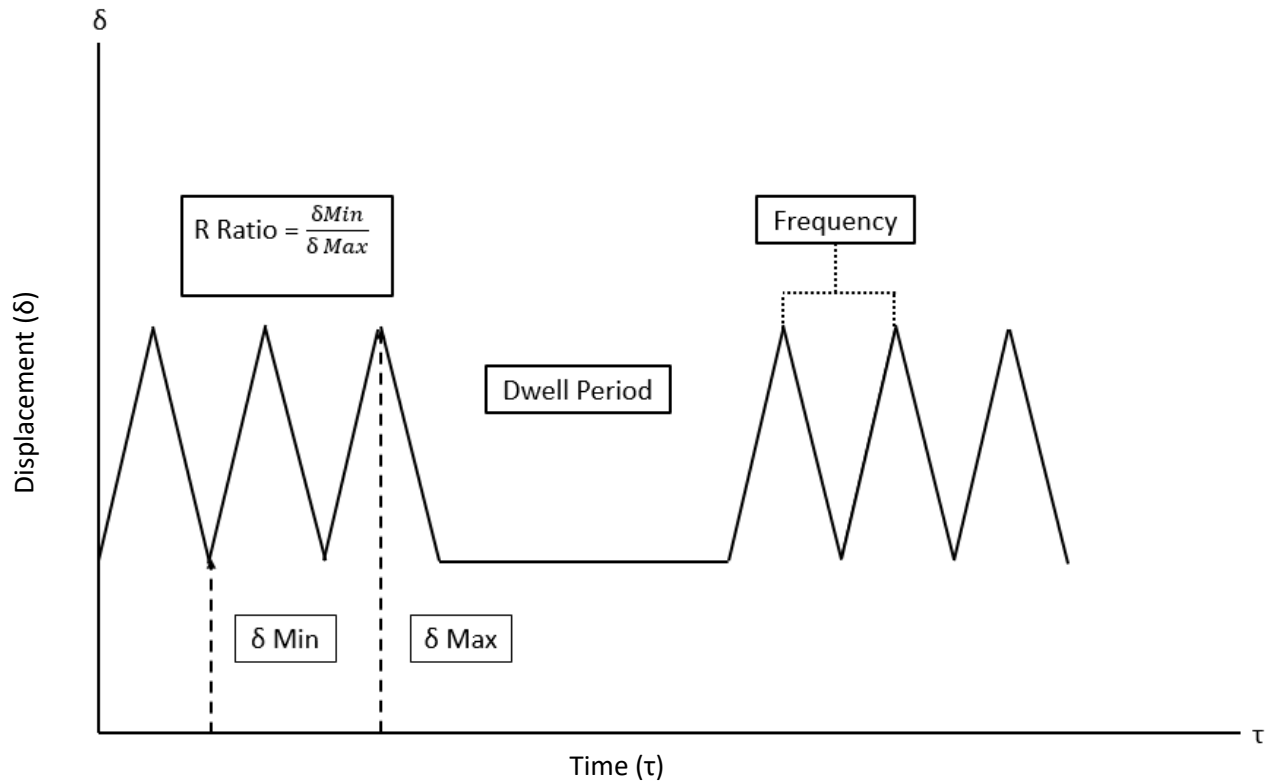 δ
R Ratio = δMin / δ Max
Frequency
Displacement (δ)
Dwell Period
δ Min
δ Max
τ
Time (τ)